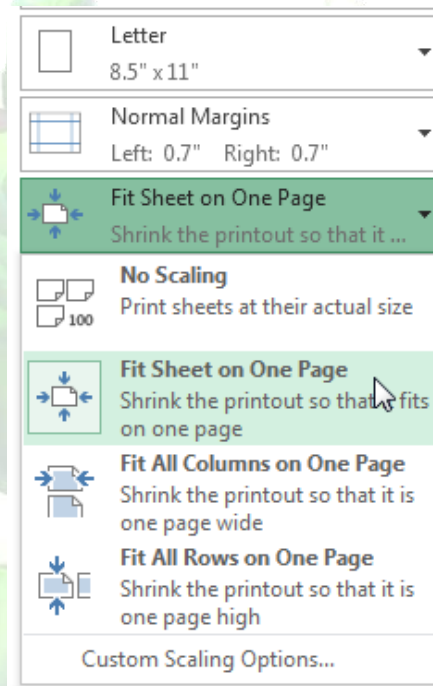 Letter
8.5" x 11"
Normal Margins
Left: 0.7" Right: 0.7"
Fit Sheet on One Page
Shrink the printout so that it ...
No Scaling
Print sheets at their actual size
100
Fit Sheet on One Page
Shrink the printout so that fits
on one page
Fit All Columns on One Page
Shrink the printout so that it is
one page wide
Fit All Rows on One Page
Shrink the printout so that it is
one page high
Custom Scaling Options...